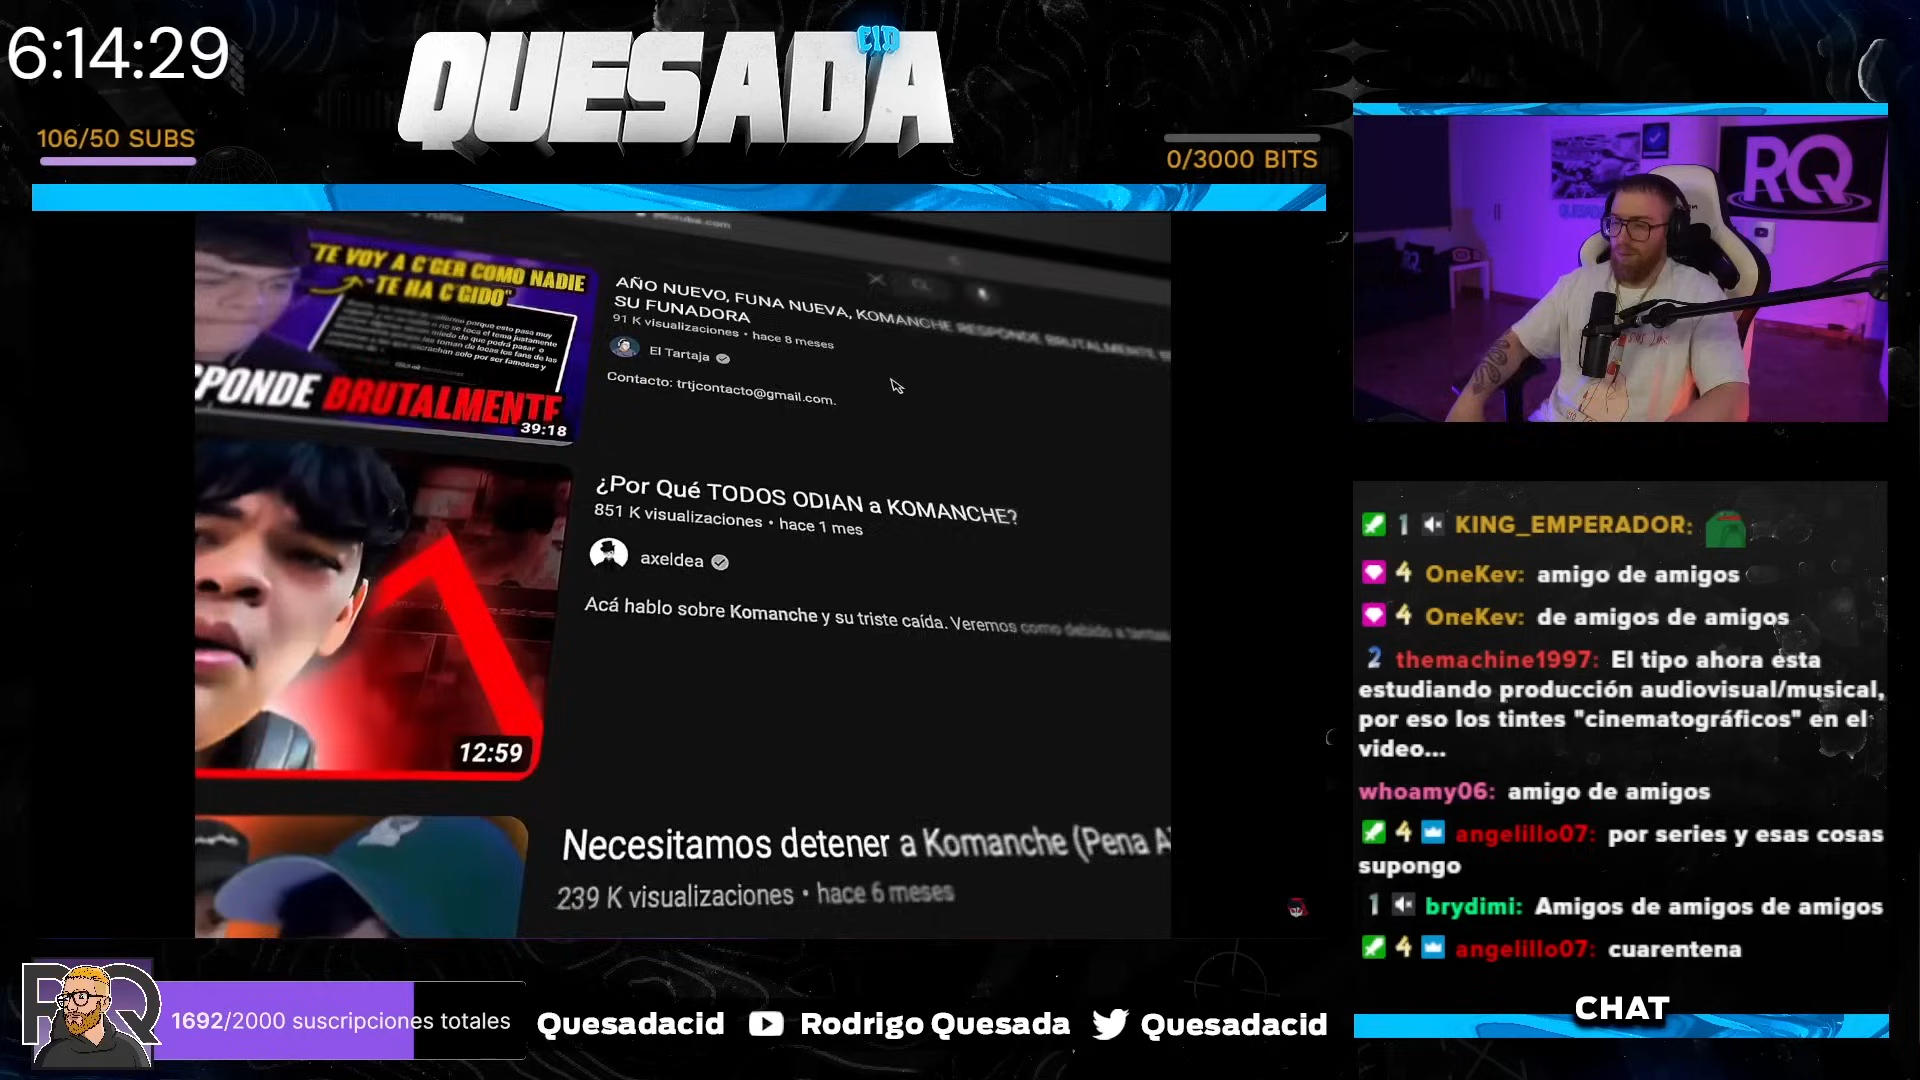 6:14:29
QUESADA
CID
106/50 SUBS
0/3000 BITS
"TE VOY A C*GER COMO NADIE
TE HA C*GIDO"
PONDE BRUTALMENTE
39:18
AÑO NUEVO, FUNA NUEVA, KOMANCHE RESPONDE BRUTALMENTE
SU FUNADORA
91 K visualizaciones • hace 8 meses
El Tartaja
Contacto: trtjcontacto@gmail.com.
12:59
¿Por Qué TODOS ODIAN a KOMANCHE?
851 K visualizaciones • hace 1 mes
axeldea
Acá hablo sobre Komanche y su triste caída. Veremos como debido a
Necesitamos detener a Komanche (Pena A
239 K visualizaciones • hace 6 meses
RQ
1 KING_EMPERADOR:
4 OneKev: amigo de amigos
4 OneKev: de amigos de amigos
2 themachine1997: El tipo ahora esta
estudiando producción audiovisual/musical,
por eso los tintes "cinematográficos" en el
video...
whoamy06: amigo de amigos
4 angelillo07: por series y esas cosas
supongo
1 brydimi: Amigos de amigos de amigos
4 angelillo07: cuarentena
CHAT
RQ
1692/2000 suscripciones totales
Quesadacid
Rodrigo Quesada
Quesadacid